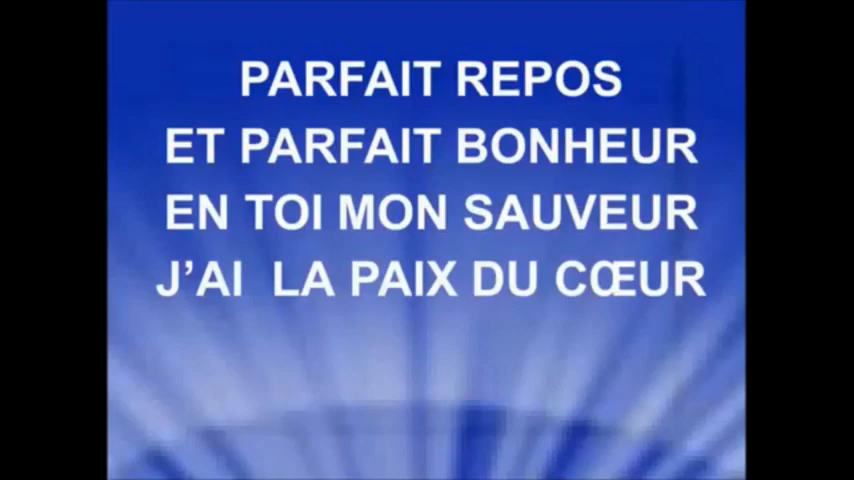 PARFAIT REPOS
ET PARFAIT BONHEUR
EN TOI MON SAUVEUR
J’AI  LA PAIX DU CŒUR